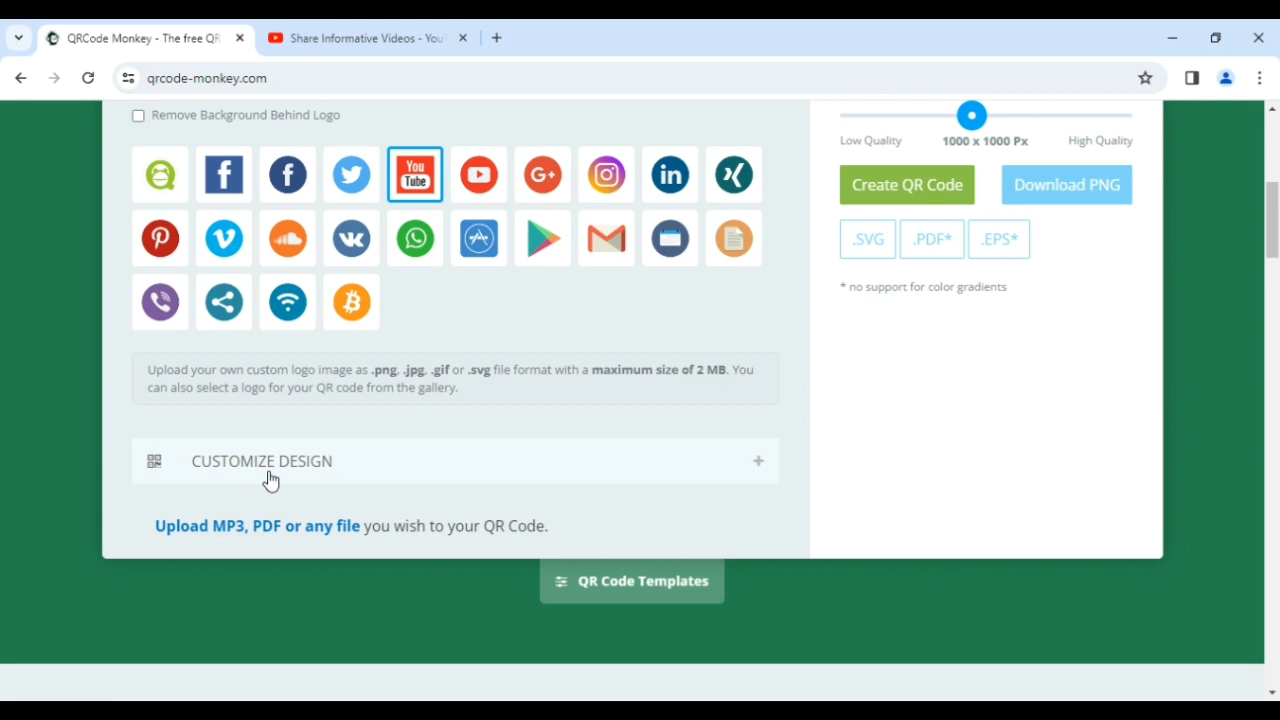 QRCode Monkey - The free QR
Share Informative Videos - You
qrcode-monkey.com
Remove Background Behind Logo
Low Quality
1000 x 1000 Px
High Quality
You
Tube
G+
in
Create QR Code
Download PNG
.SVG
.PDF*
.EPS*
* no support for color gradients
Upload your own custom logo image as .png, .jpg, .gif or .svg file format with a maximum size of 2 MB. You
can also select a logo for your QR code from the gallery.
CUSTOMIZE DESIGN
Upload MP3, PDF or any file you wish to your QR Code.
QR Code Templates